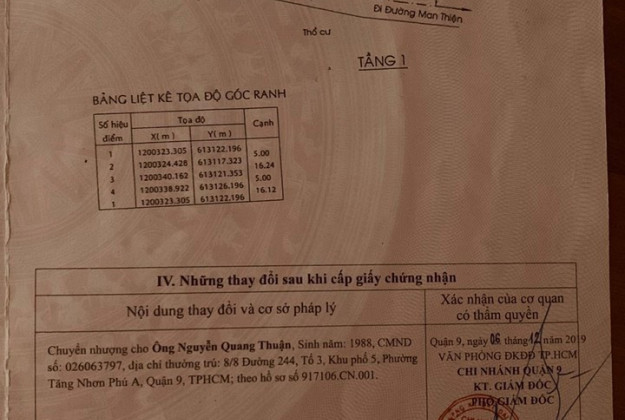 Đi Đường Man Thiện
Thổ cư
TẦNG 1
BẢNG LIỆT KÊ TỌA ĐỘ GÓC RANH
Số hiệu điểm Tọa độ Cạnh
X( m ) Y( m )
1 1200323.305 613122.196
5.00
2 1200324.428 613117.323
16.24
3 1200340.162 613121.353
5.00
4 1200338.922 613126.196
16.12
1 1200323.305 613122.196
IV. Những thay đổi sau khi cấp giấy chứng nhận
Nội dung thay đổi và cơ sở pháp lý
Xác nhận của cơ quan
có thẩm quyền
Chuyển nhượng cho Ông Nguyễn Quang Thuận, Sinh năm: 1988, CMND
số: 026063797, địa chỉ thường trú: 8/8 Đường 244, Tổ 3, Khu phố 5, Phường
Tăng Nhơn Phú A, Quận 9, TPHCM; theo hồ sơ số 917106.CN.001.
Quận 9, ngày 06 tháng 12 /2019
VĂN PHÒNG ĐKĐĐ TP.HCM
CHI NHÁNH QUẬN 9
KT. GIÁM ĐỐC
PHÓ GIÁM ĐỐC